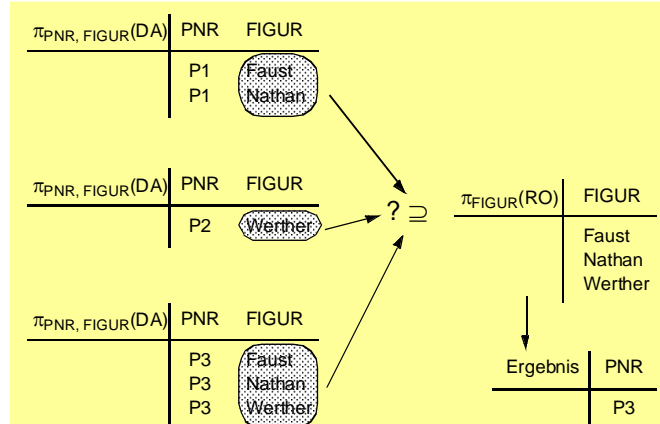 πPNR, FIGUR(DA) PNR FIGUR
P1 Faust
P1 Nathan
πPNR, FIGUR(DA) PNR FIGUR
P2 Werther
πPNR, FIGUR(DA) PNR FIGUR
P3 Faust
P3 Nathan
P3 Werther
? ⊇
πFIGUR(RO) FIGUR
Faust
Nathan
Werther
Ergebnis PNR
P3